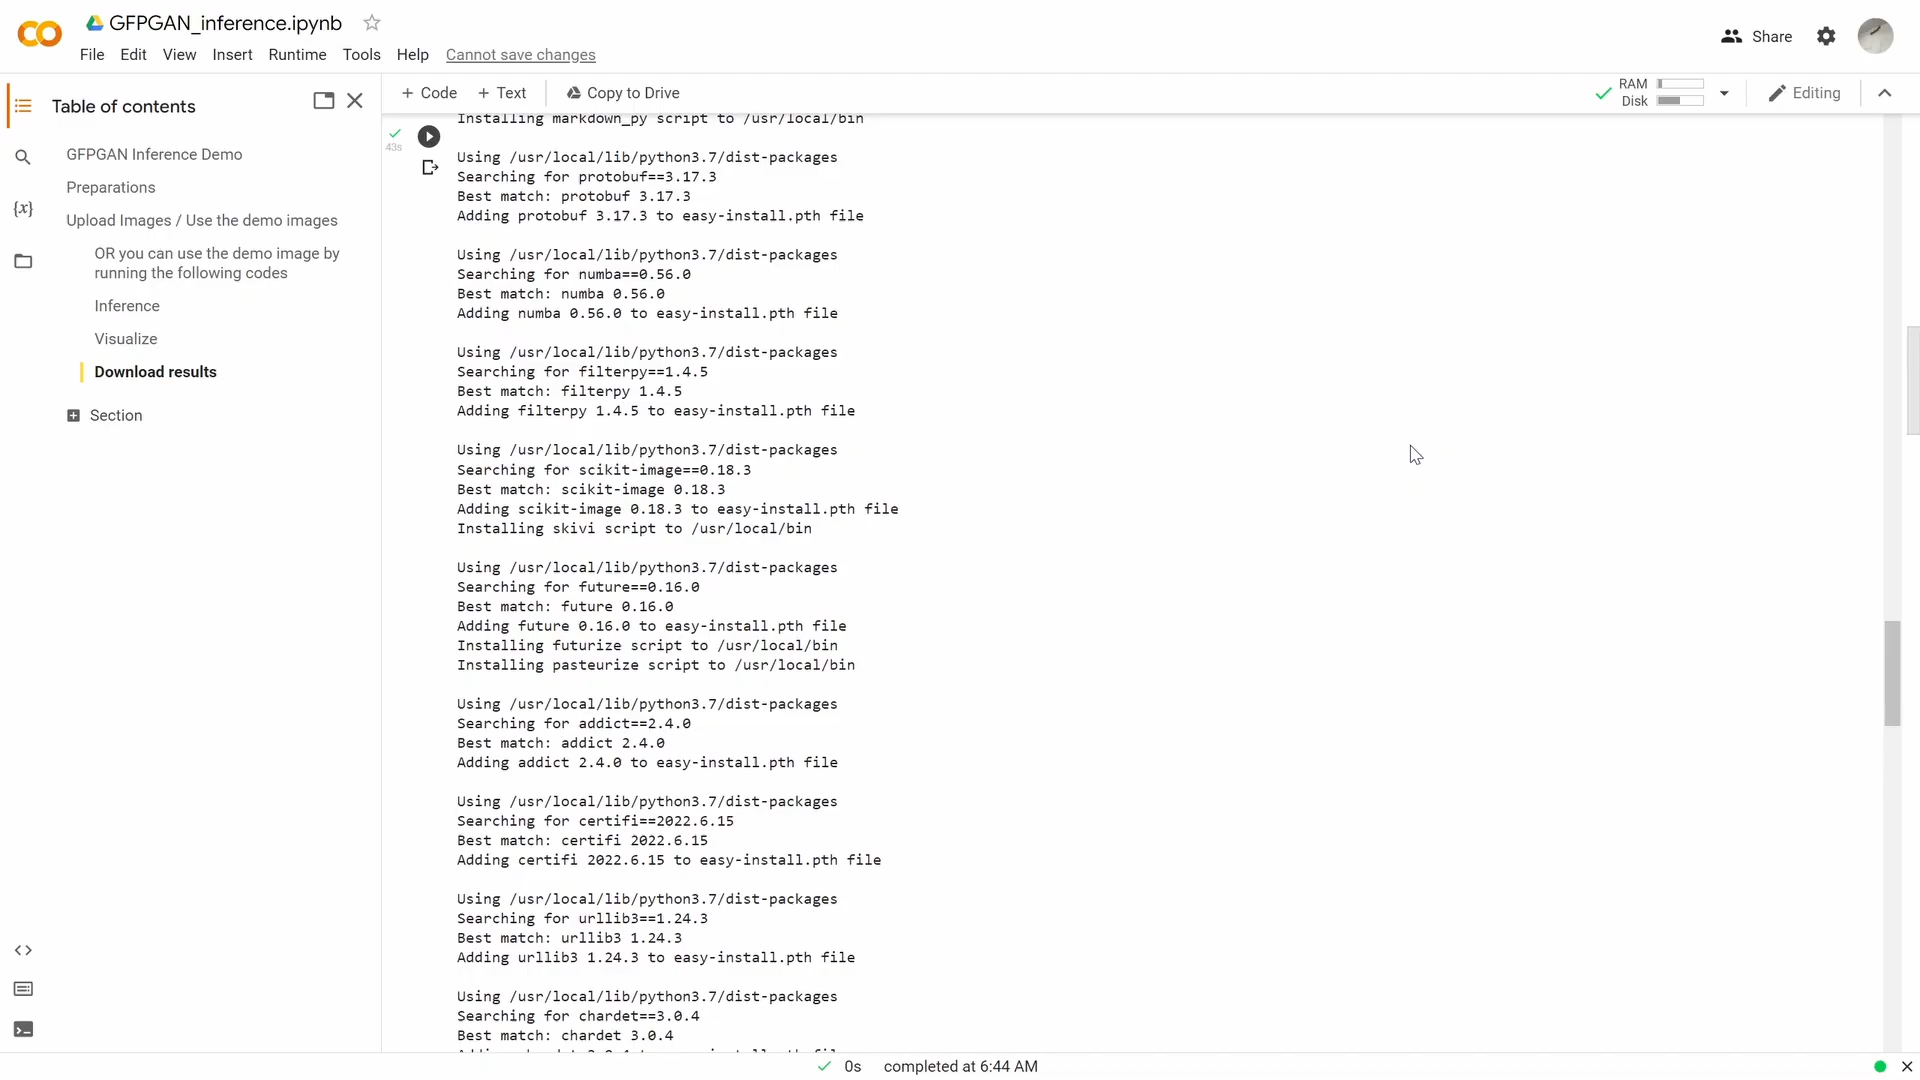 GFPGAN_inference.ipynb
File Edit View Insert Runtime Tools Help Cannot save changes
Share
Table of contents
GFPGAN Inference Demo
Preparations
Upload Images / Use the demo images
OR you can use the demo image by
running the following codes
Inference
Visualize
Download results
Section
+ Code + Text Copy to Drive
RAM
Disk
Editing
43s
Installing markdown_py script to /usr/local/bin
Using /usr/local/lib/python3.7/dist-packages
Searching for protobuf==3.17.3
Best match: protobuf 3.17.3
Adding protobuf 3.17.3 to easy-install.pth file
Using /usr/local/lib/python3.7/dist-packages
Searching for numba==0.56.0
Best match: numba 0.56.0
Adding numba 0.56.0 to easy-install.pth file
Using /usr/local/lib/python3.7/dist-packages
Searching for filterpy==1.4.5
Best match: filterpy 1.4.5
Adding filterpy 1.4.5 to easy-install.pth file
Using /usr/local/lib/python3.7/dist-packages
Searching for scikit-image==0.18.3
Best match: scikit-image 0.18.3
Adding scikit-image 0.18.3 to easy-install.pth file
Installing skivi script to /usr/local/bin
Using /usr/local/lib/python3.7/dist-packages
Searching for future==0.16.0
Best match: future 0.16.0
Adding future 0.16.0 to easy-install.pth file
Installing futurize script to /usr/local/bin
Installing pasteurize script to /usr/local/bin
Using /usr/local/lib/python3.7/dist-packages
Searching for addict==2.4.0
Best match: addict 2.4.0
Adding addict 2.4.0 to easy-install.pth file
Using /usr/local/lib/python3.7/dist-packages
Searching for certifi==2022.6.15
Best match: certifi 2022.6.15
Adding certifi 2022.6.15 to easy-install.pth file
Using /usr/local/lib/python3.7/dist-packages
Searching for urllib3==1.24.3
Best match: urllib3 1.24.3
Adding urllib3 1.24.3 to easy-install.pth file
Using /usr/local/lib/python3.7/dist-packages
Searching for chardet==3.0.4
Best match: chardet 3.0.4
0s completed at 6:44 AM